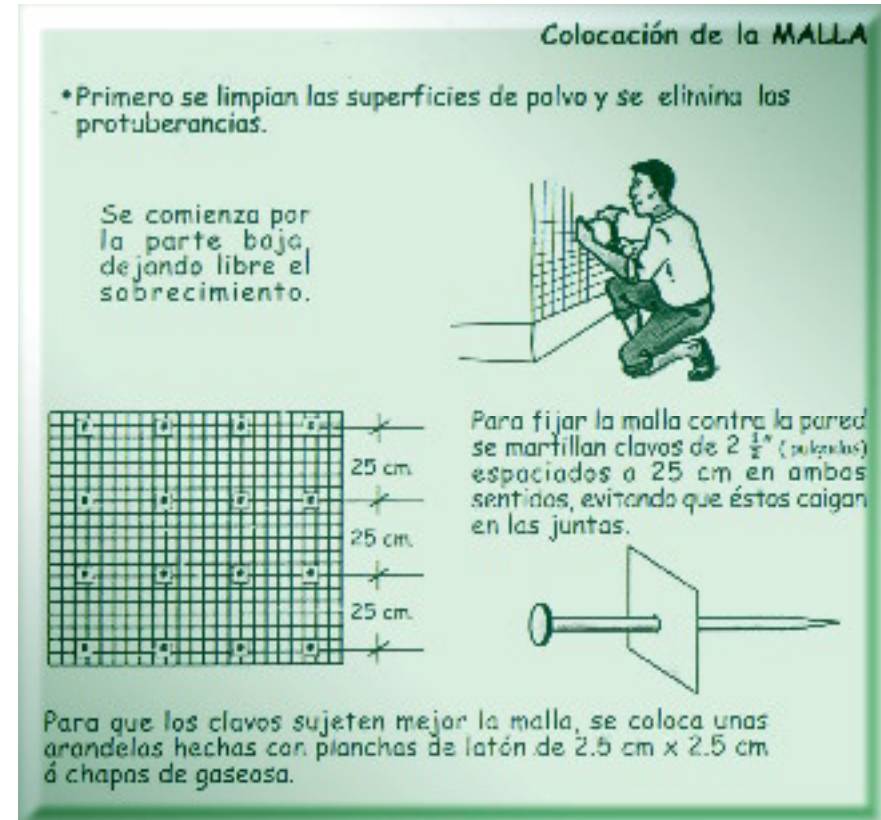 Colocación de la MALLA
•Primero se limpian las superficies de polvo y se elimina las
protuberancias.
Se comienza por
la parte baja,
dejando libre el
sobrecimiento.
Para fijar la malla contra la pared
se martillan clavos de 2 ½" (pulgadas)
espaciados a 25 cm en ambos
sentidos, evitando que éstos caigan
en las juntas.
25 cm.
25 cm.
25 cm.
Para que los clavos sujeten mejor la malla, se coloca unas
arandelas hechas con planchas de latón de 2.5 cm x 2.5 cm
ó chapas de gaseosa.